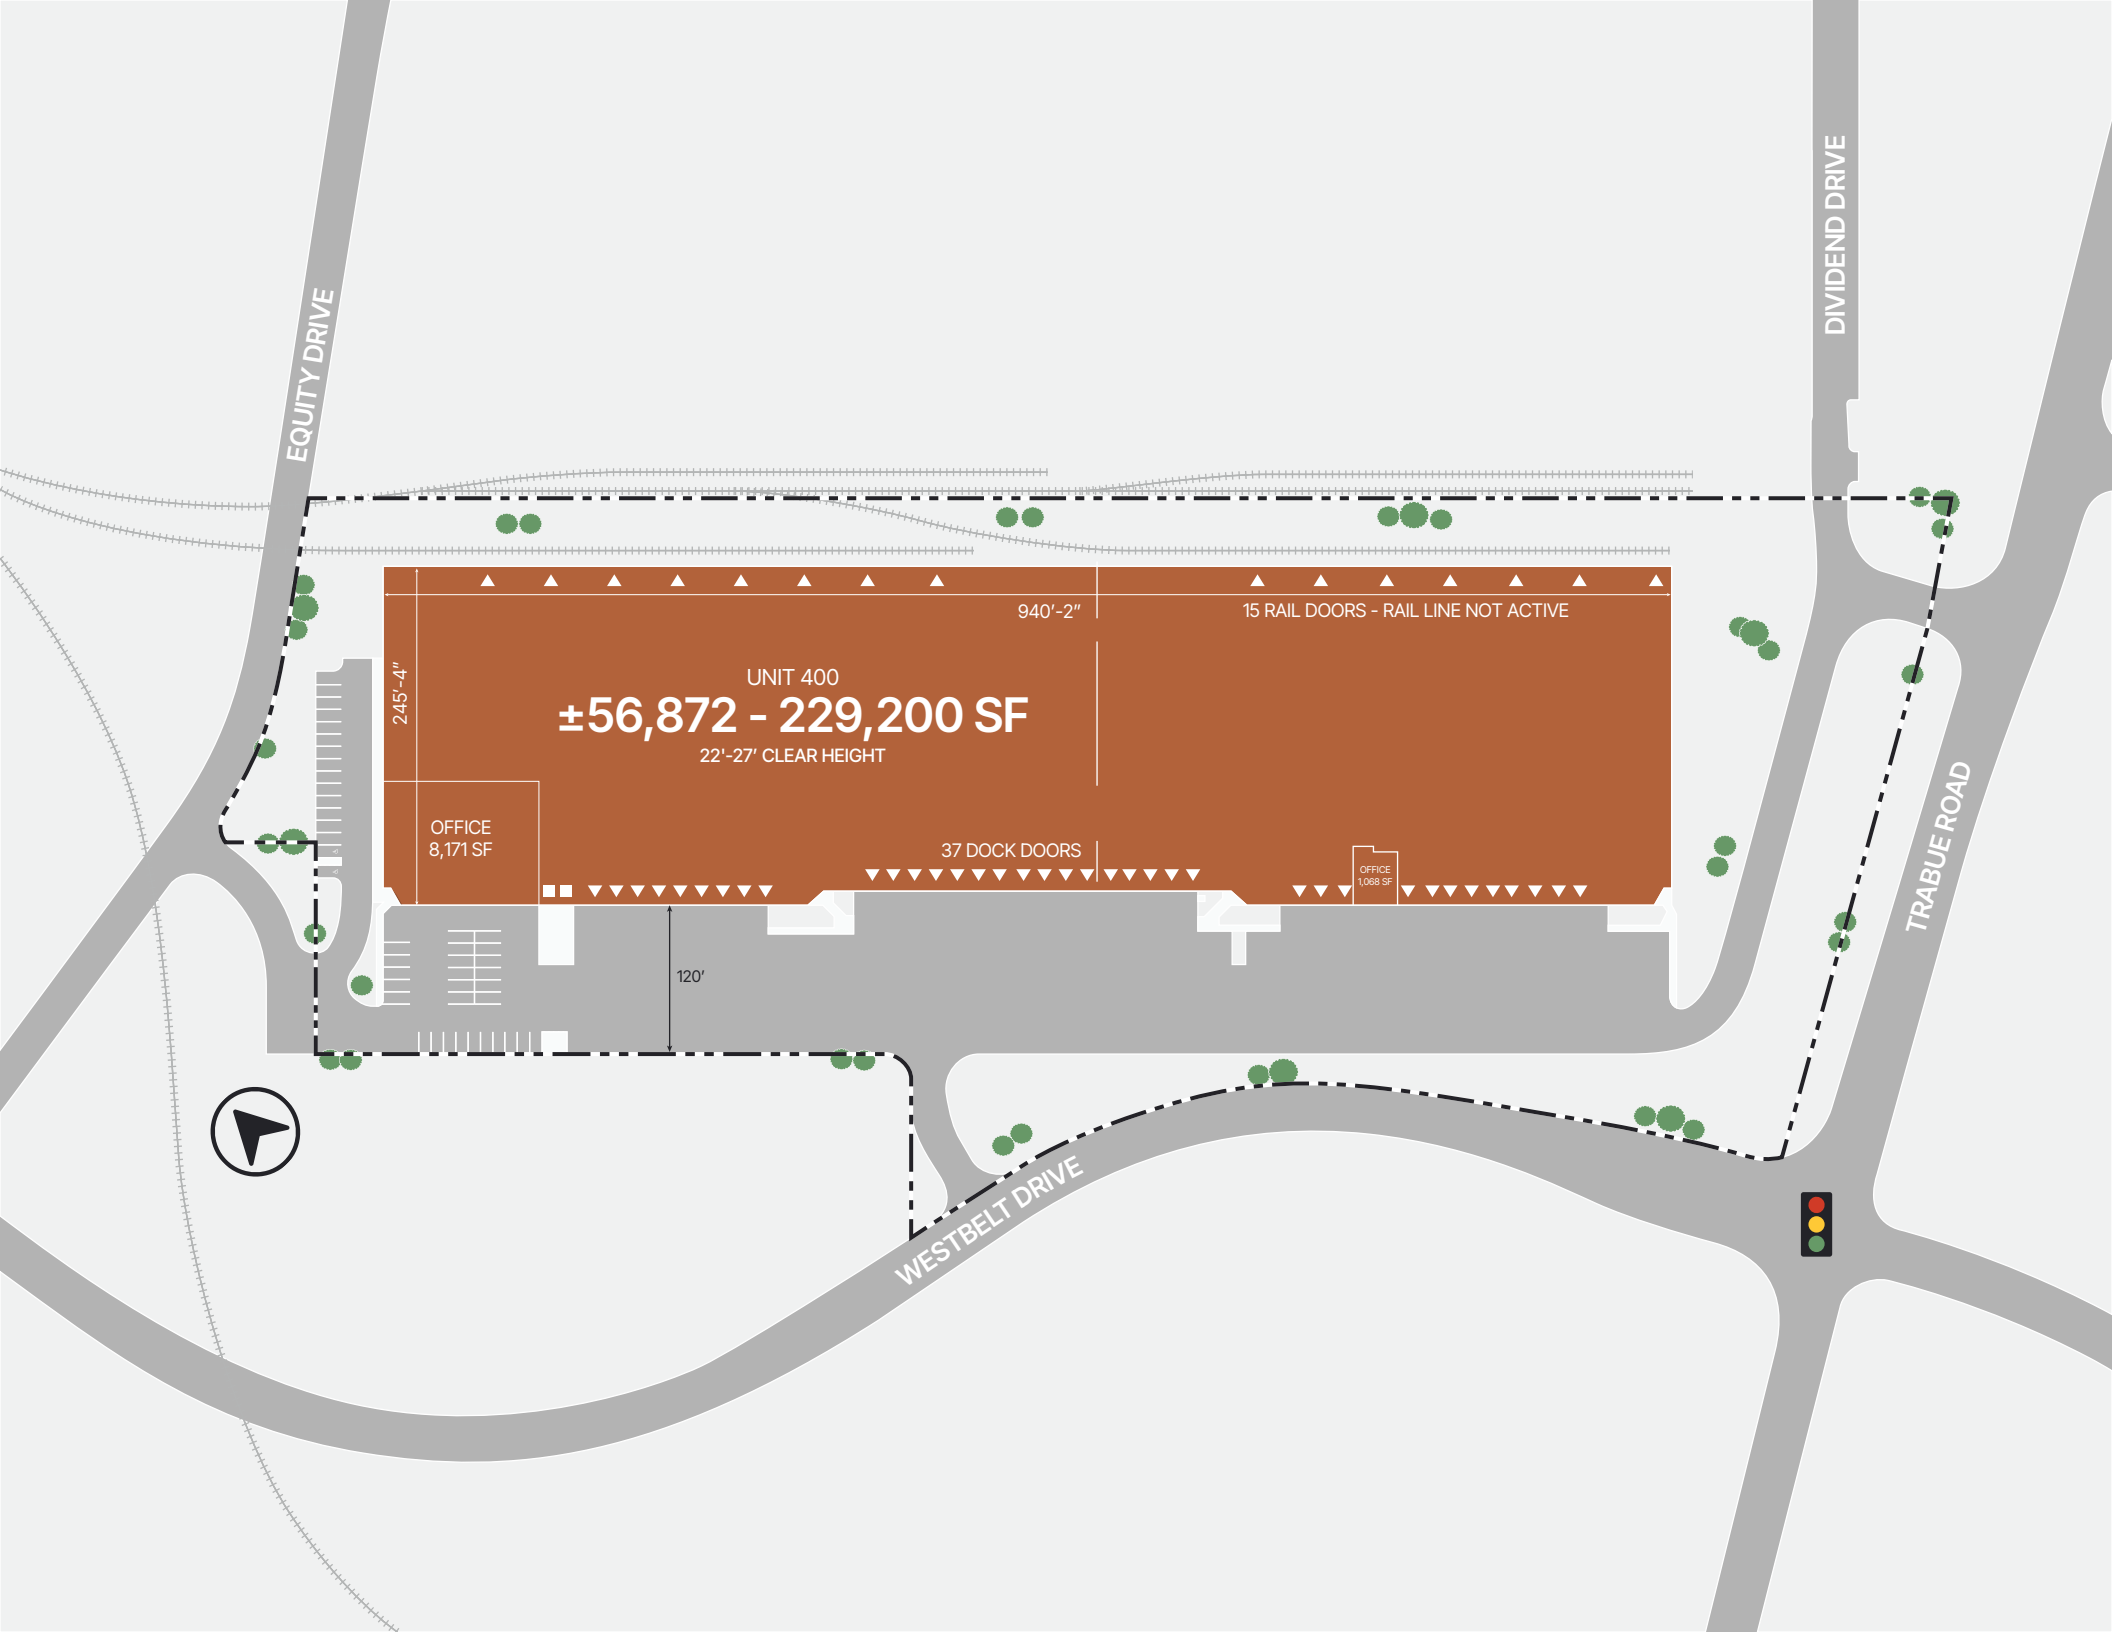 DIVIDEND DRIVE
EQUITY DRIVE
940'-2"
15 RAIL DOORS - RAIL LINE NOT ACTIVE
245'-4"
UNIT 400
±56,872 - 229,200 SF
22'-27' CLEAR HEIGHT
OFFICE
8,171 SF
37 DOCK DOORS
OFFICE
1,068 SF
TRABUE ROAD
120'
WESTBELT DRIVE